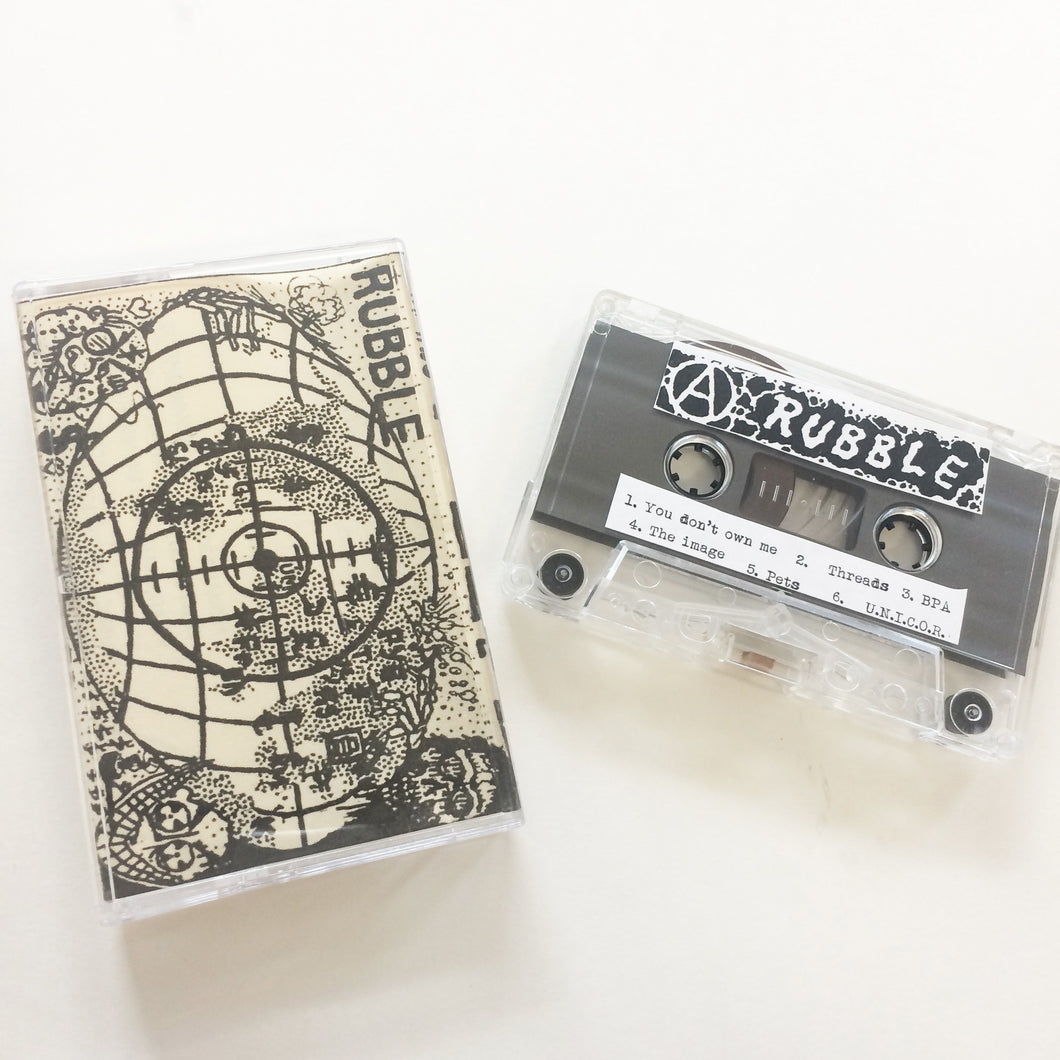 RUBBLE
Ⓐ RUBBLE
1. You don't own me 2. Threads 3. BPA
4. The image 5. Pets 6. U.N.I.C.O.R.